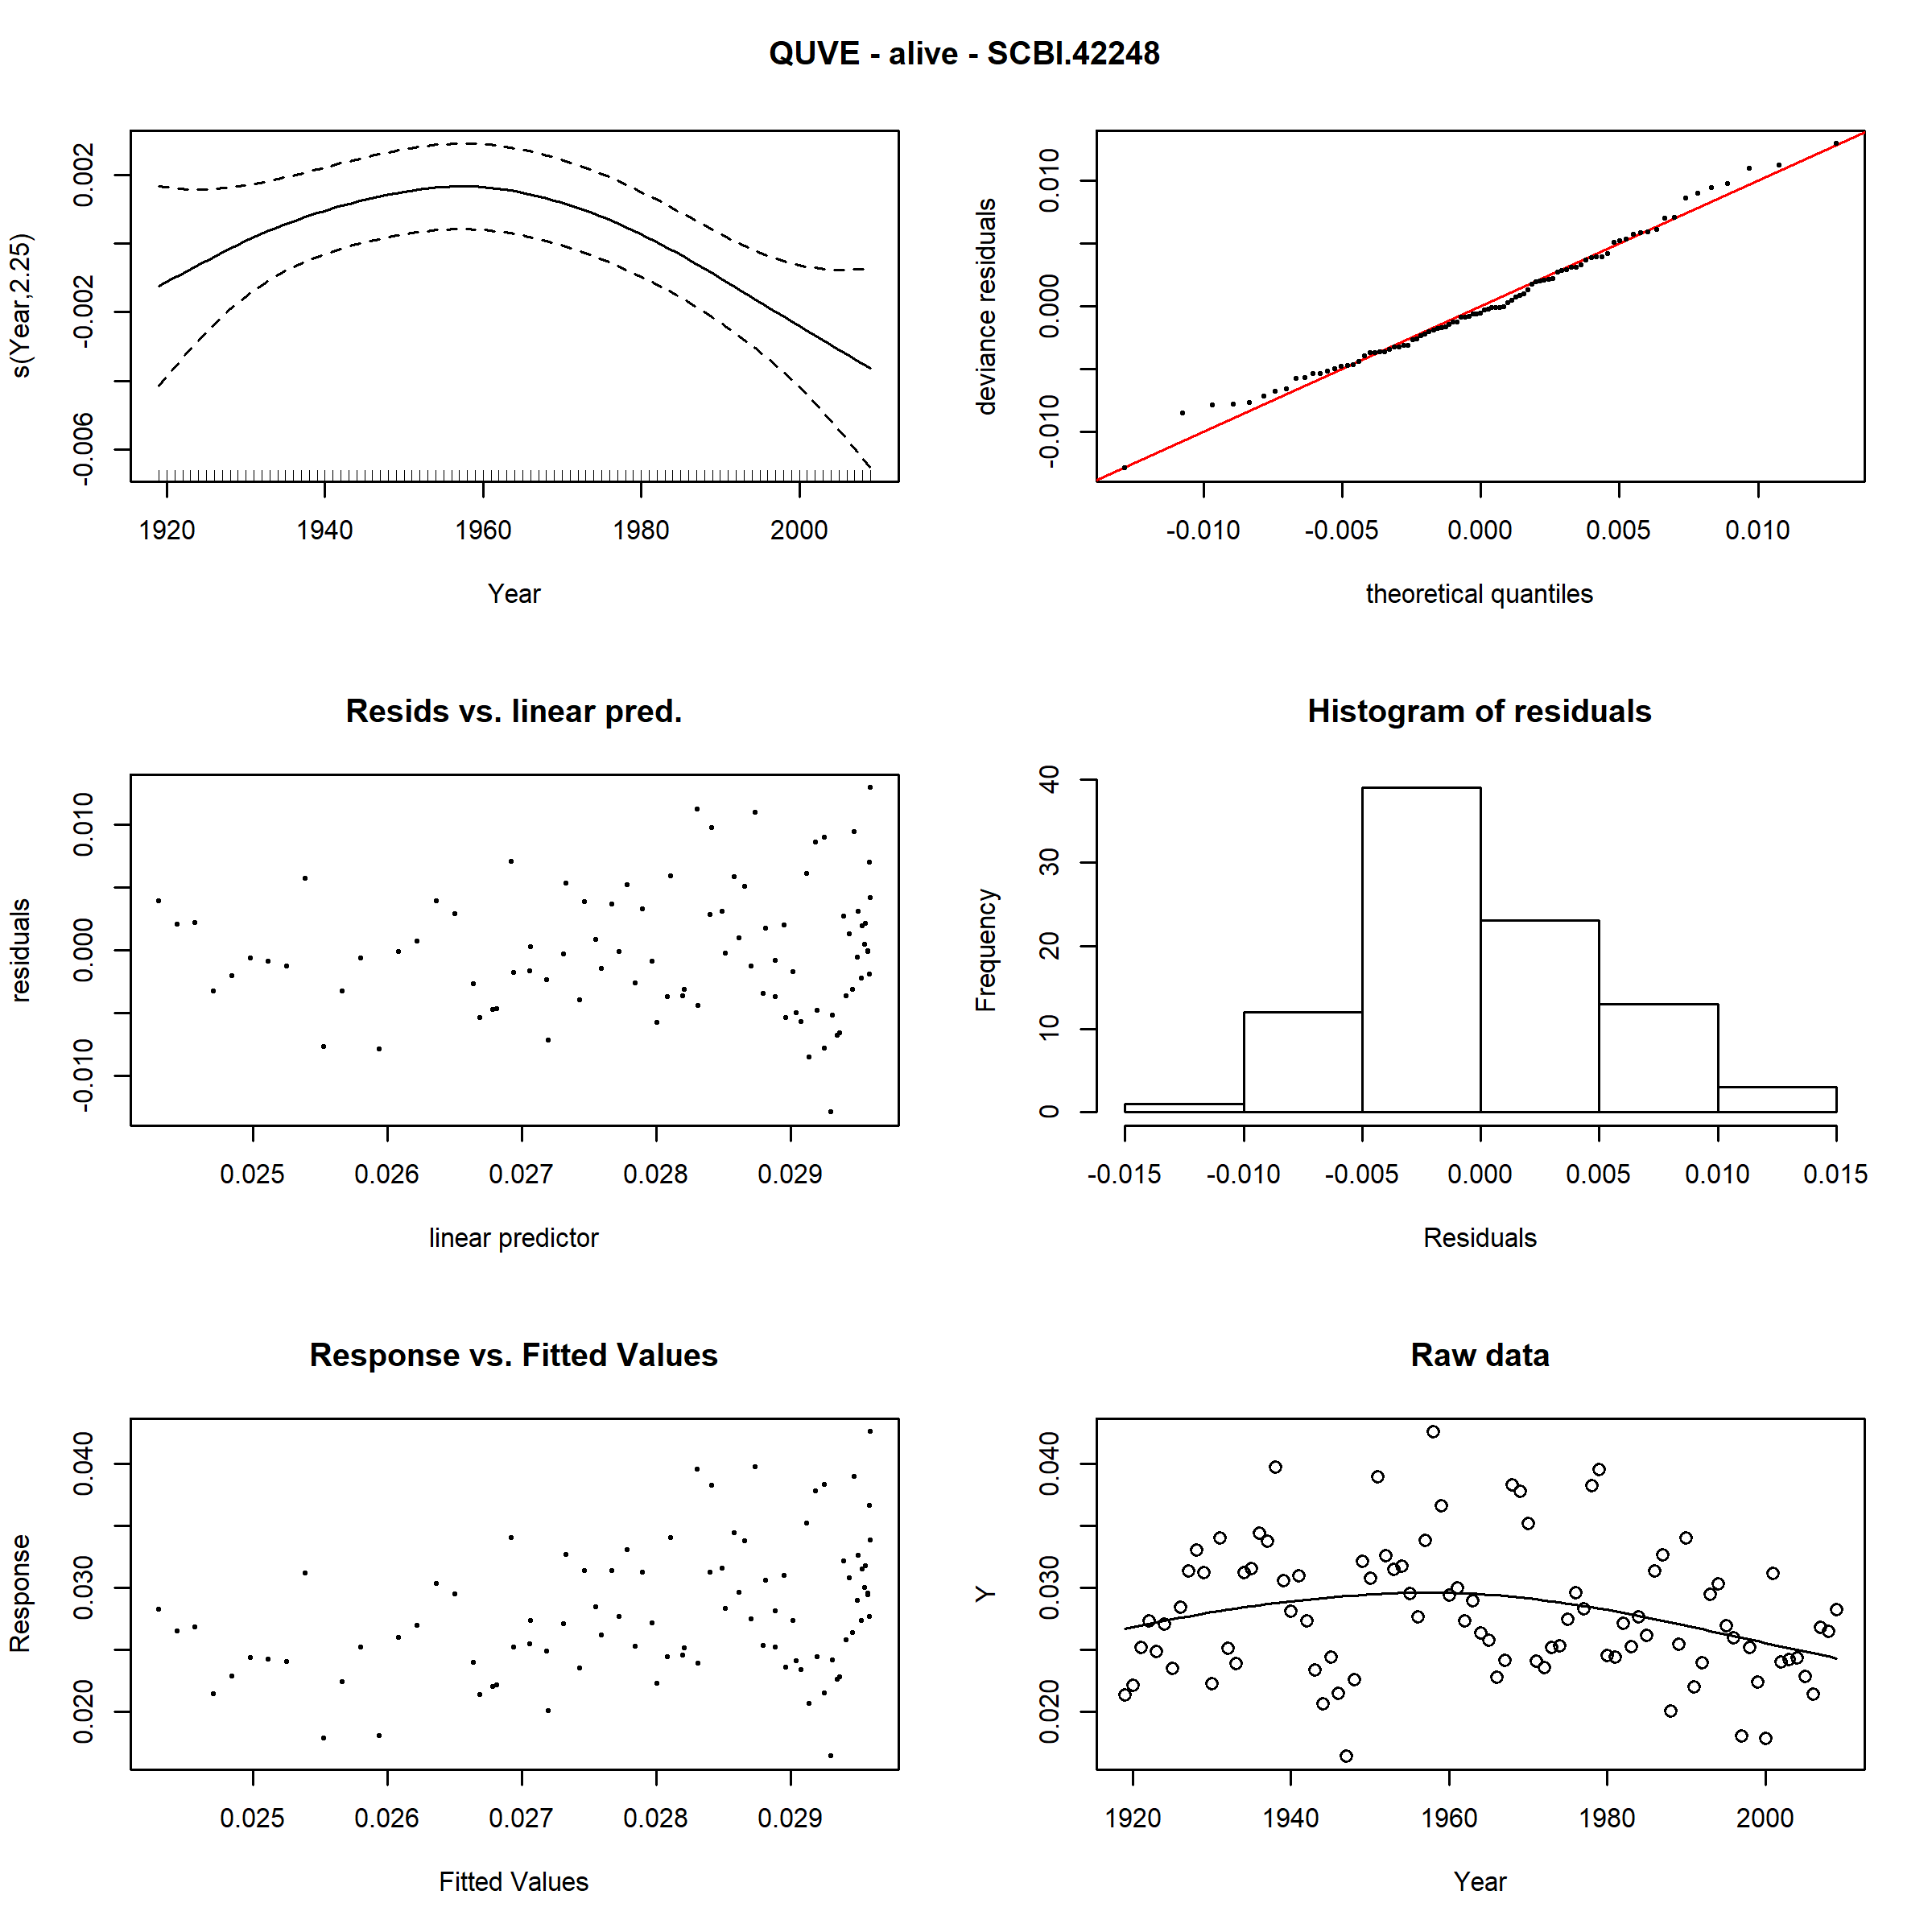 QUVE - alive - SCBI.42248
s(Year,2.25)
0.002
-0.002
-0.006
1920 1940 1960 1980 2000
Year
deviance residuals
0.010
0.000
-0.010
-0.010 -0.005 0.000 0.005 0.010
theoretical quantiles
Resids vs. linear pred.
residuals
0.010
0.000
-0.010
0.025 0.026 0.027 0.028 0.029
linear predictor
Histogram of residuals
Frequency
40
30
20
10
0
-0.015 -0.010 -0.005 0.000 0.005 0.010 0.015
Residuals
Response vs. Fitted Values
Response
0.040
0.030
0.020
0.025 0.026 0.027 0.028 0.029
Fitted Values
Raw data
Y
0.040
0.030
0.020
1920 1940 1960 1980 2000
Year